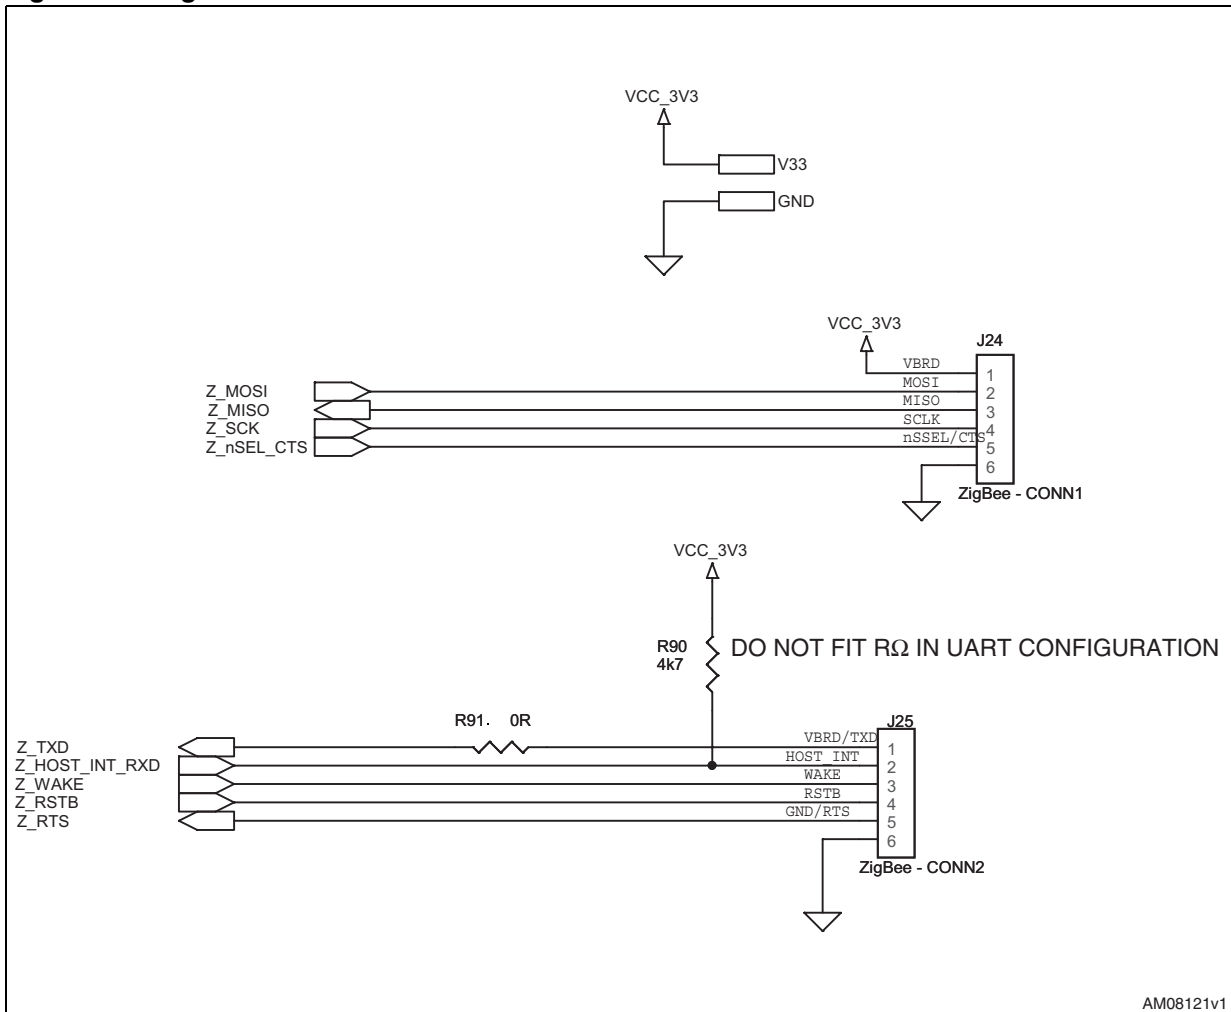 VCC_3V3
V33
GND
VCC_3V3
J24
VBRD
1
Z_MOSI
MOSI
2
Z_MISO
MISO
3
Z_SCK
SCLK
4
Z_nSEL_CTS
nSSEL/CTS
5
6
ZigBee - CONN1
VCC_3V3
R90
4k7
DO NOT FIT RΩ IN UART CONFIGURATION
R91. 0R
J25
Z_TXD
VBRD/TXD
1
Z_HOST_INT_RXD
HOST_INT
2
Z_WAKE
WAKE
3
Z_RSTB
RSTB
4
Z_RTS
GND/RTS
5
6
ZigBee - CONN2
AM08121v1